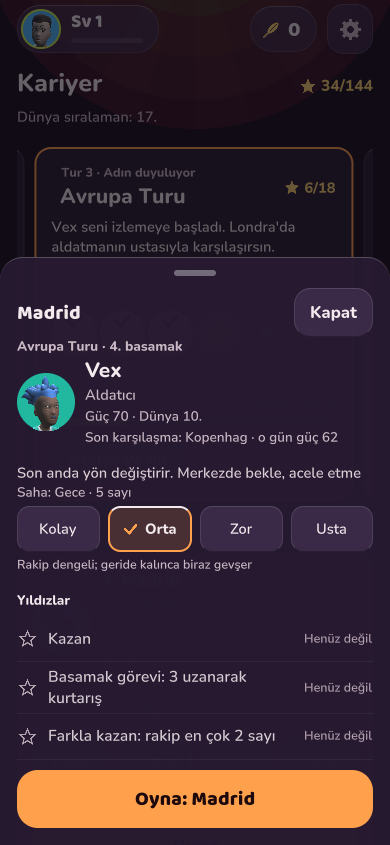 Sv 1
0
Kariyer
34/144
Dünya sıralaman: 17.
Tur 3 · Adın duyuluyor
Avrupa Turu
6/18
Vex seni izlemeye başladı. Londra'da
aldatmanın ustasıyla karşılaşırsın.
Madrid
Kapat
Avrupa Turu · 4. basamak
Vex
Aldatıcı
Güç 70 · Dünya 10.
Son karşılaşma: Kopenhag · o gün güç 62
Son anda yön değiştirir. Merkezde bekle, acele etme
Saha: Gece · 5 sayı
Kolay
Orta
Zor
Usta
Rakip dengeli; geride kalınca biraz gevşer
Yıldızlar
Kazan
Henüz değil
Basamak görevi: 3 uzanarak
kurtarış
Henüz değil
Farkla kazan: rakip en çok 2 sayı
Henüz değil
Oyna: Madrid